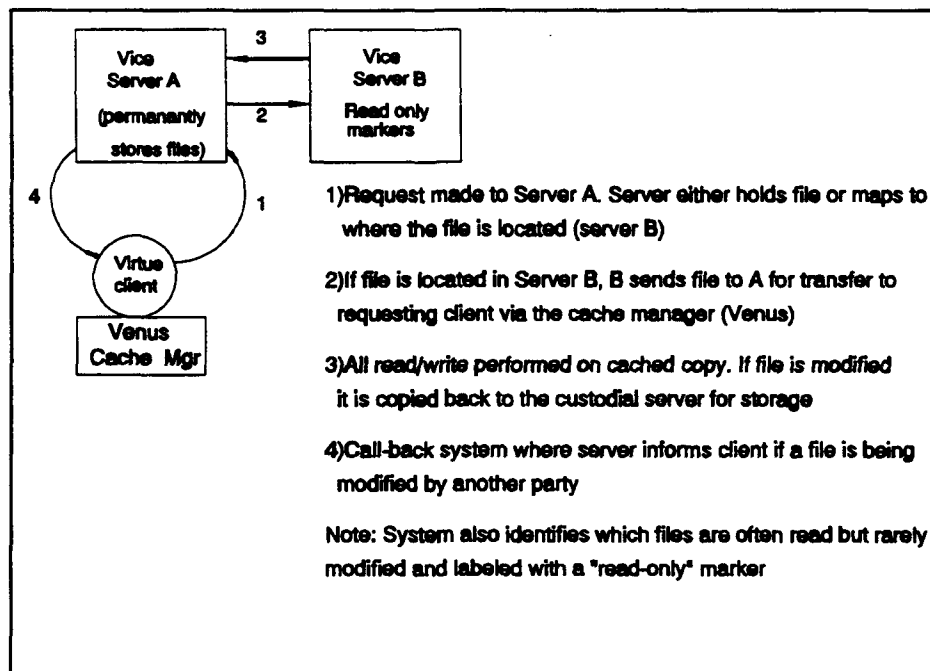 3
Vice
Server A
(permanantly
stores files)
Vice
Server B
Read only
markers
2
4
1
Virtue
client
Venus
Cache Mgr
1)Request made to Server A. Server either holds file or maps to
where the file is located (server B)
2)If file is located in Server B, B sends file to A for transfer to
requesting client via the cache manager (Venus)
3)All read/write performed on cached copy. If file is modified
it is copied back to the custodial server for storage
4)Call-back system where server informs client if a file is being
modified by another party
Note: System also identifies which files are often read but rarely
modified and labeled with a "read-only" marker